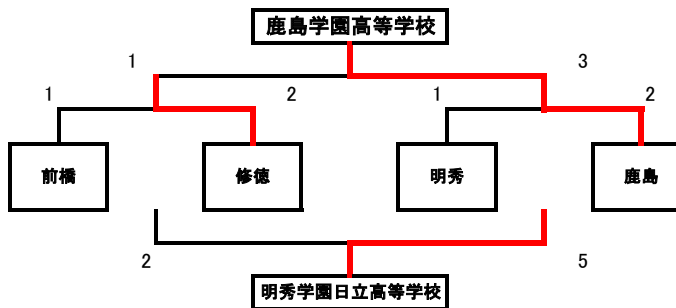 鹿島学園高等学校
1 3
1 2 1 2
前橋 修徳 明秀 鹿島
2 5
明秀学園日立高等学校